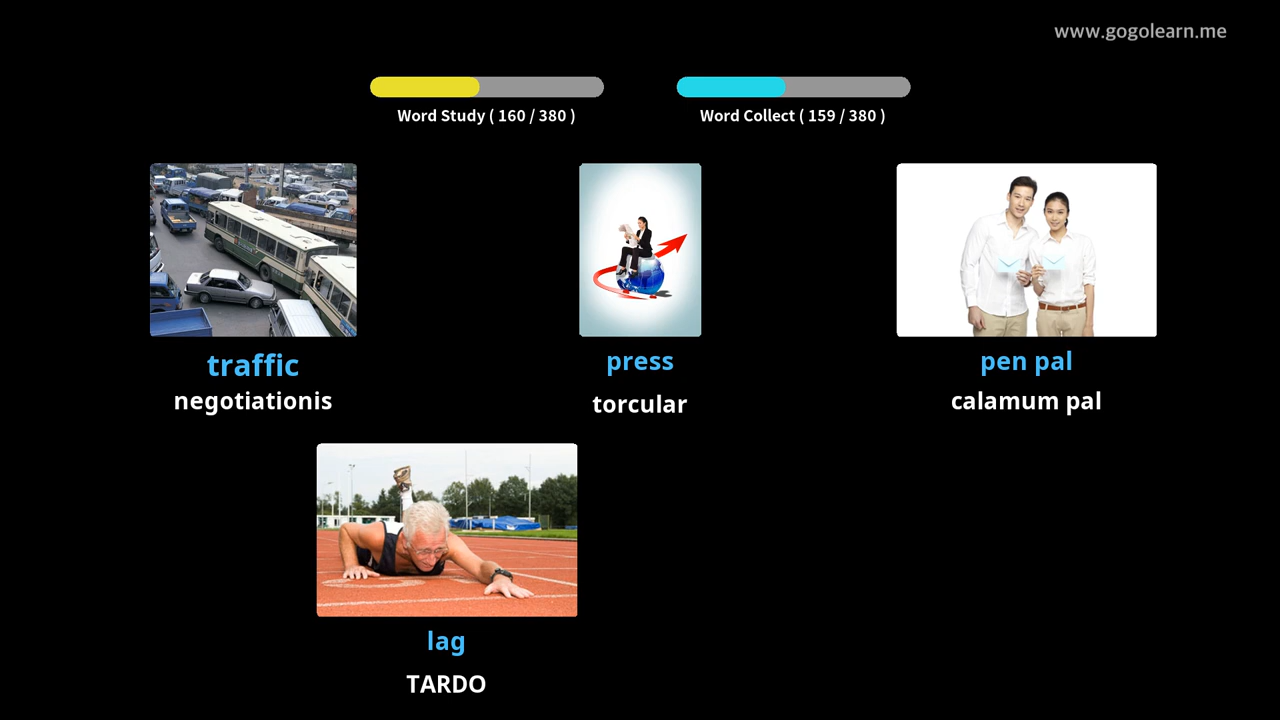 www.gogolearn.me
Word Study ( 160 / 380 )
Word Collect ( 159 / 380 )
traffic
negotiationis
press
torcular
pen pal
calamum pal
lag
TARDO